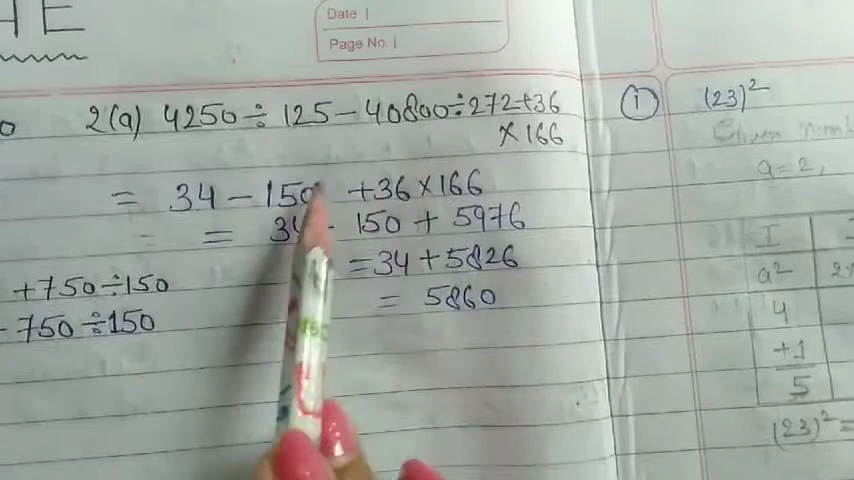 HE
Date
Page No.
2(a) 4250÷125-40800÷272+36
×166
= 34-150 +36×166
= 34 - 150 + 5976
=34+5826
= 5860
+750÷150
-750÷150
① (23)²
a=2,
I
a²
4
+1
5
(23)²=